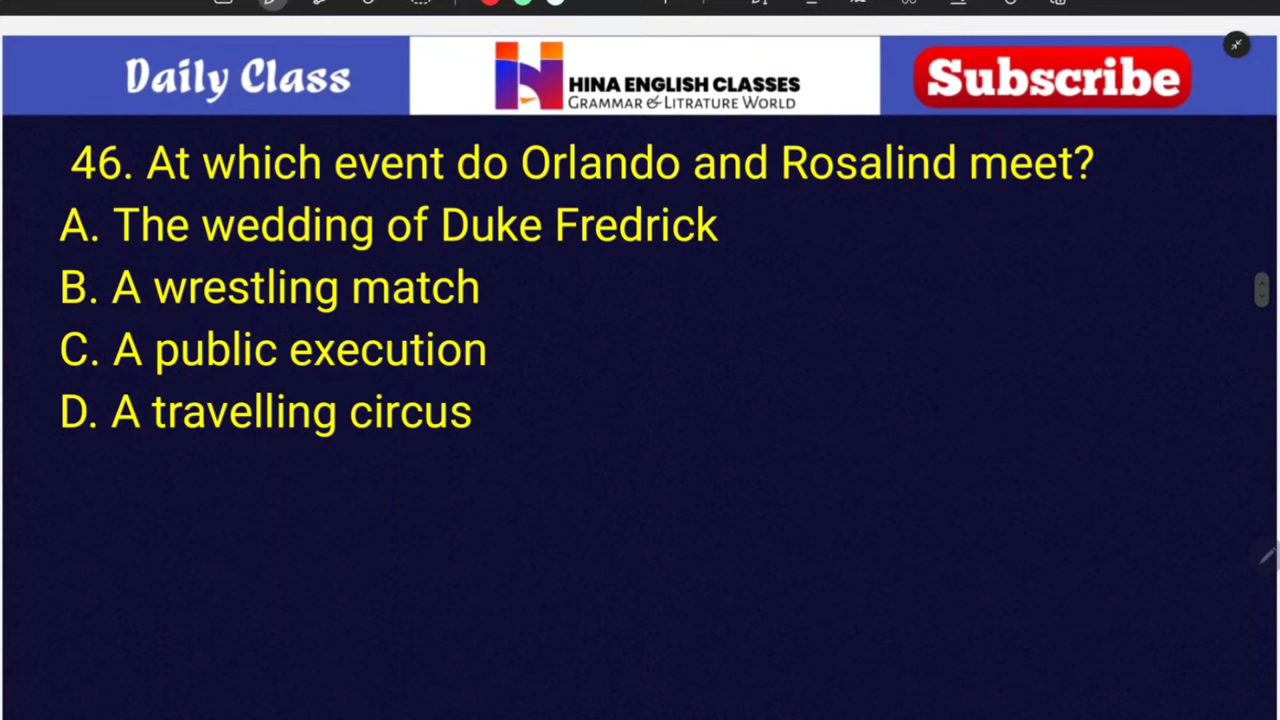 Daily Class
HINA ENGLISH CLASSES
GRAMMAR & LITRATURE WORLD
Subscribe
46. At which event do Orlando and Rosalind meet?
A. The wedding of Duke Fredrick
B. A wrestling match
C. A public execution
D. A travelling circus